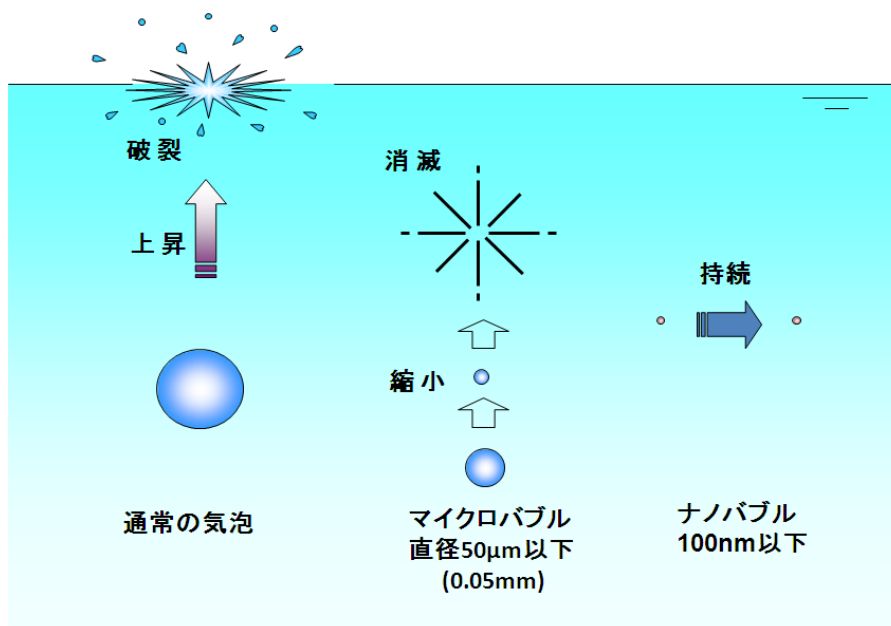 破裂
上昇
通常の気泡
消滅
縮小
マイクロバブル
直径50μm以下
(0.05mm)
持続
ナノバブル
100nm以下